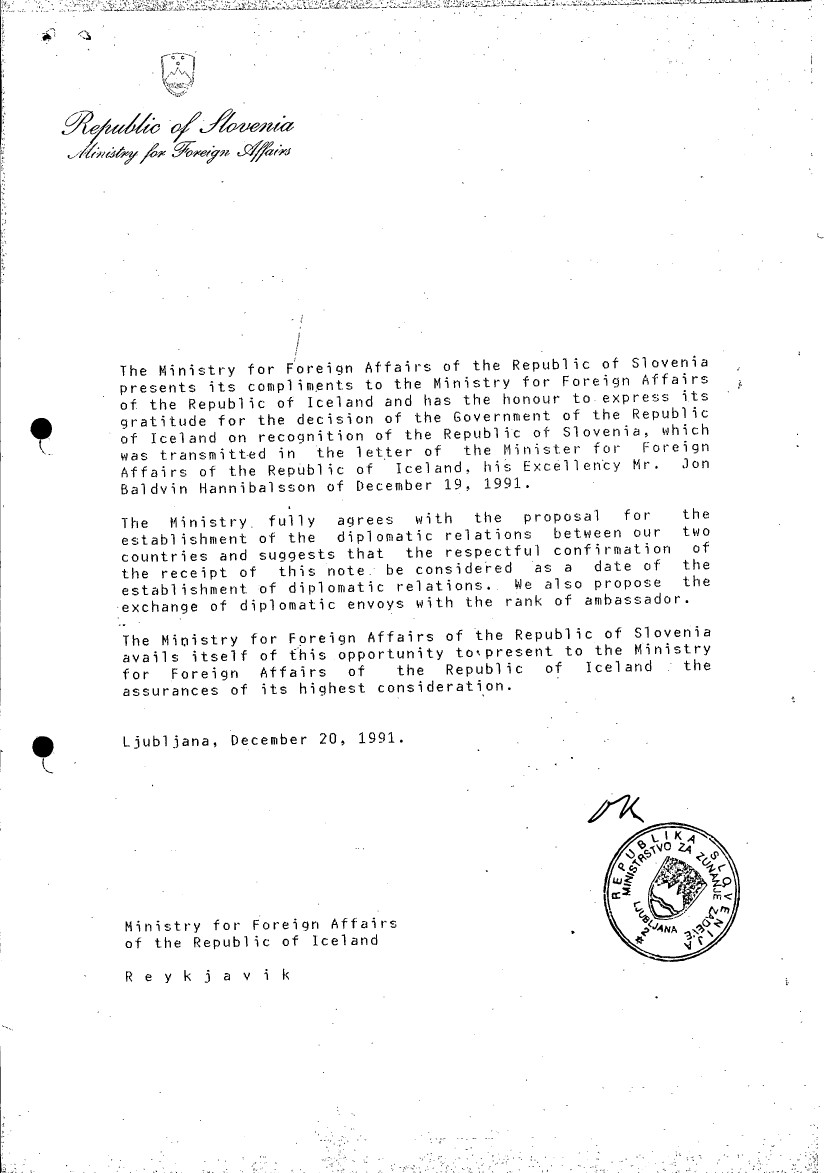 Republic of Slovenia
Ministry for Foreign Affairs
The Ministry for Foreign Affairs of the Republic of Slovenia
presents its compliments to the Ministry for Foreign Affairs
of the Republic of Iceland and has the honour to express its
gratitude for the decision of the Government of the Republic
of Iceland on recognition of the Republic of Slovenia, which
was transmitted in the letter of the Minister for Foreign
Affairs of the Republic of Iceland, his Excellency Mr. Jon
Baldvin Hannibalsson of December 19, 1991.
The Ministry fully agrees with the proposal for the
establishment of the diplomatic relations between our two
countries and suggests that the respectful confirmation of
the receipt of this note be considered as a date of the
establishment of diplomatic relations. We also propose the
exchange of diplomatic envoys with the rank of ambassador.
The Ministry for Foreign Affairs of the Republic of Slovenia
avails itself of this opportunity to present to the Ministry
for Foreign Affairs of the Republic of Iceland the
assurances of its highest consideration.
Ljubljana, December 20, 1991.
OK
REPUBLIKA SLOVENIJA
MINISTRSTVO ZA ZUNANJE ZADEVE
LJUBLJANA
2
Ministry for Foreign Affairs
of the Republic of Iceland
R e y k j a v i k